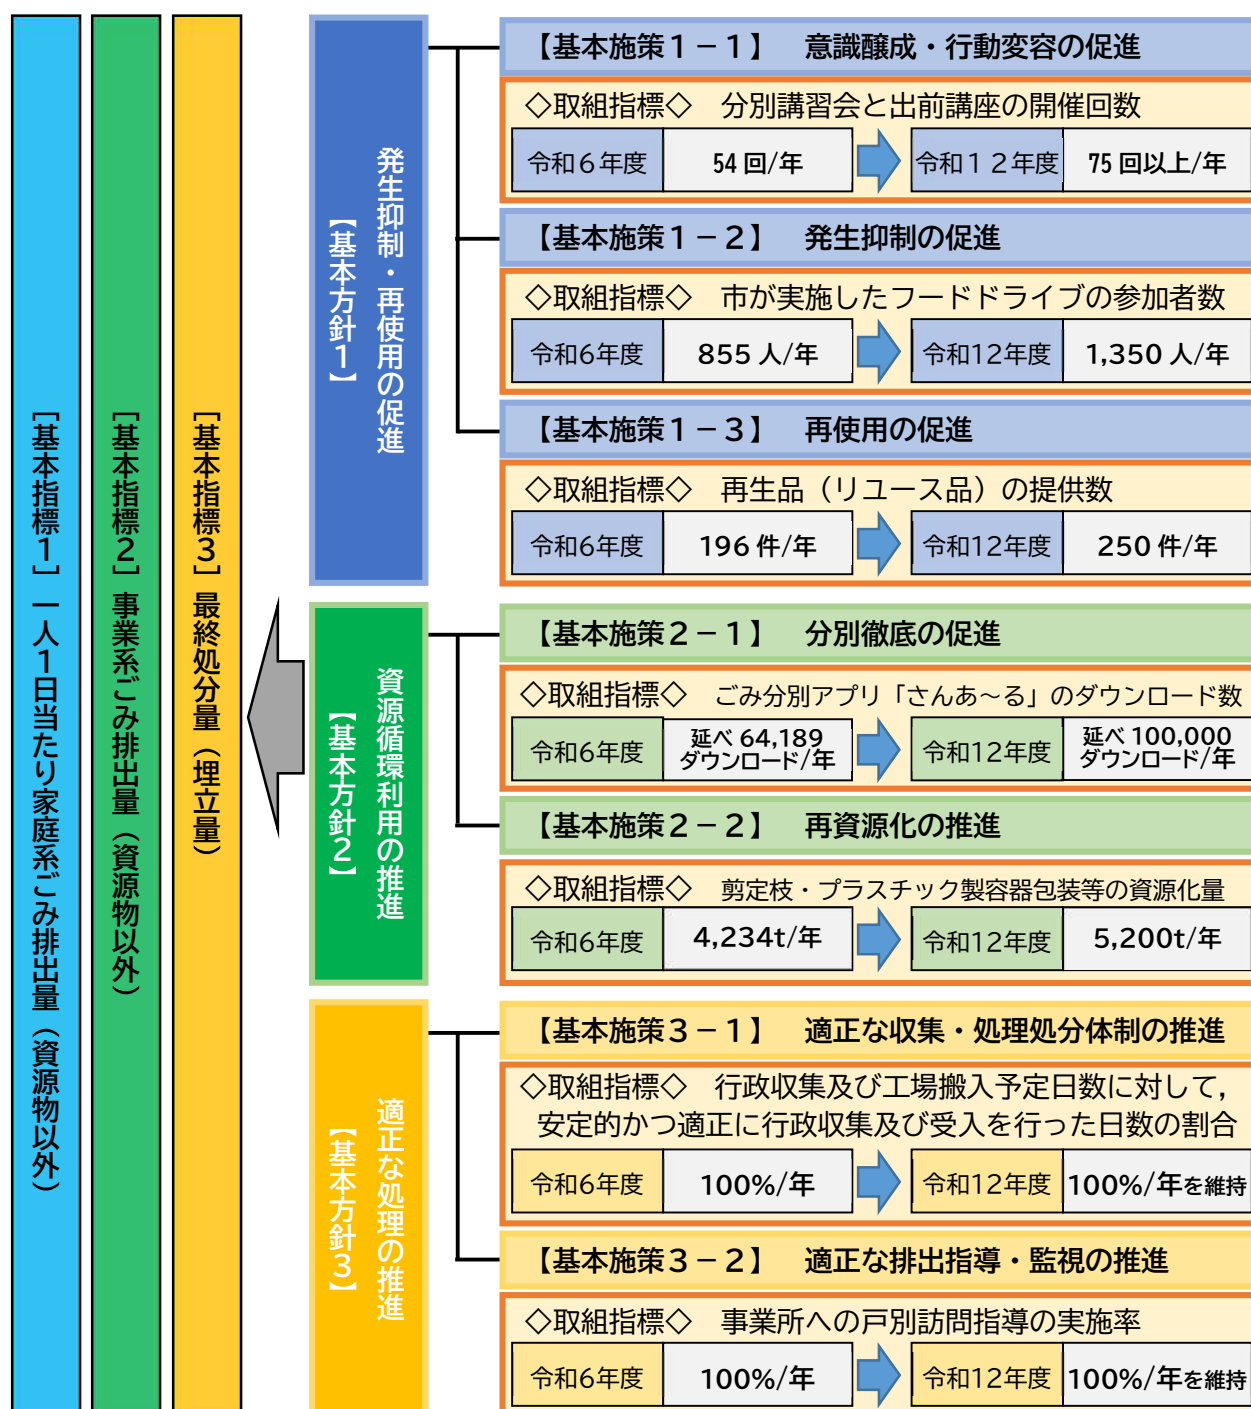 ［基本指標１］一人１日当たり家庭系ごみ排出量（資源物以外）
［基本指標２］事業系ごみ排出量（資源物以外）
［基本指標３］最終処分量（埋立量）
発生抑制・再使用の促進
【基本方針１】
【基本施策１－１】　意識醸成・行動変容の促進
◇取組指標◇　分別講習会と出前講座の開催回数
令和６年度　54 回/年　令和１２年度　75 回以上/年
【基本施策１－２】　発生抑制の促進
◇取組指標◇　市が実施したフードドライブの参加者数
令和6年度　855 人/年　令和12年度　1,350 人/年
【基本施策１－３】　再使用の促進
◇取組指標◇　再生品（リユース品）の提供数
令和6年度　196 件/年　令和12年度　250 件/年
資源循環利用の推進
【基本方針２】
【基本施策２－１】　分別徹底の促進
◇取組指標◇　ごみ分別アプリ「さんあ～る」のダウンロード数
令和6年度　延べ 64,189　令和12年度　延べ 100,000
ダウンロード/年　ダウンロード/年
【基本施策２－２】　再資源化の推進
◇取組指標◇　剪定枝・プラスチック製容器包装等の資源化量
令和6年度　4,234t/年　令和12年度　5,200t/年
適正な処理の推進
【基本方針３】
【基本施策３－１】　適正な収集・処理処分体制の推進
◇取組指標◇　行政収集及び工場搬入予定日数に対して，
安定的かつ適正に行政収集及び受入を行った日数の割合
令和6年度　100%/年　令和12年度　100%/年を維持
【基本施策３－２】　適正な排出指導・監視の推進
◇取組指標◇　事業所への戸別訪問指導の実施率
令和6年度　100%/年　令和12年度　100%/年を維持